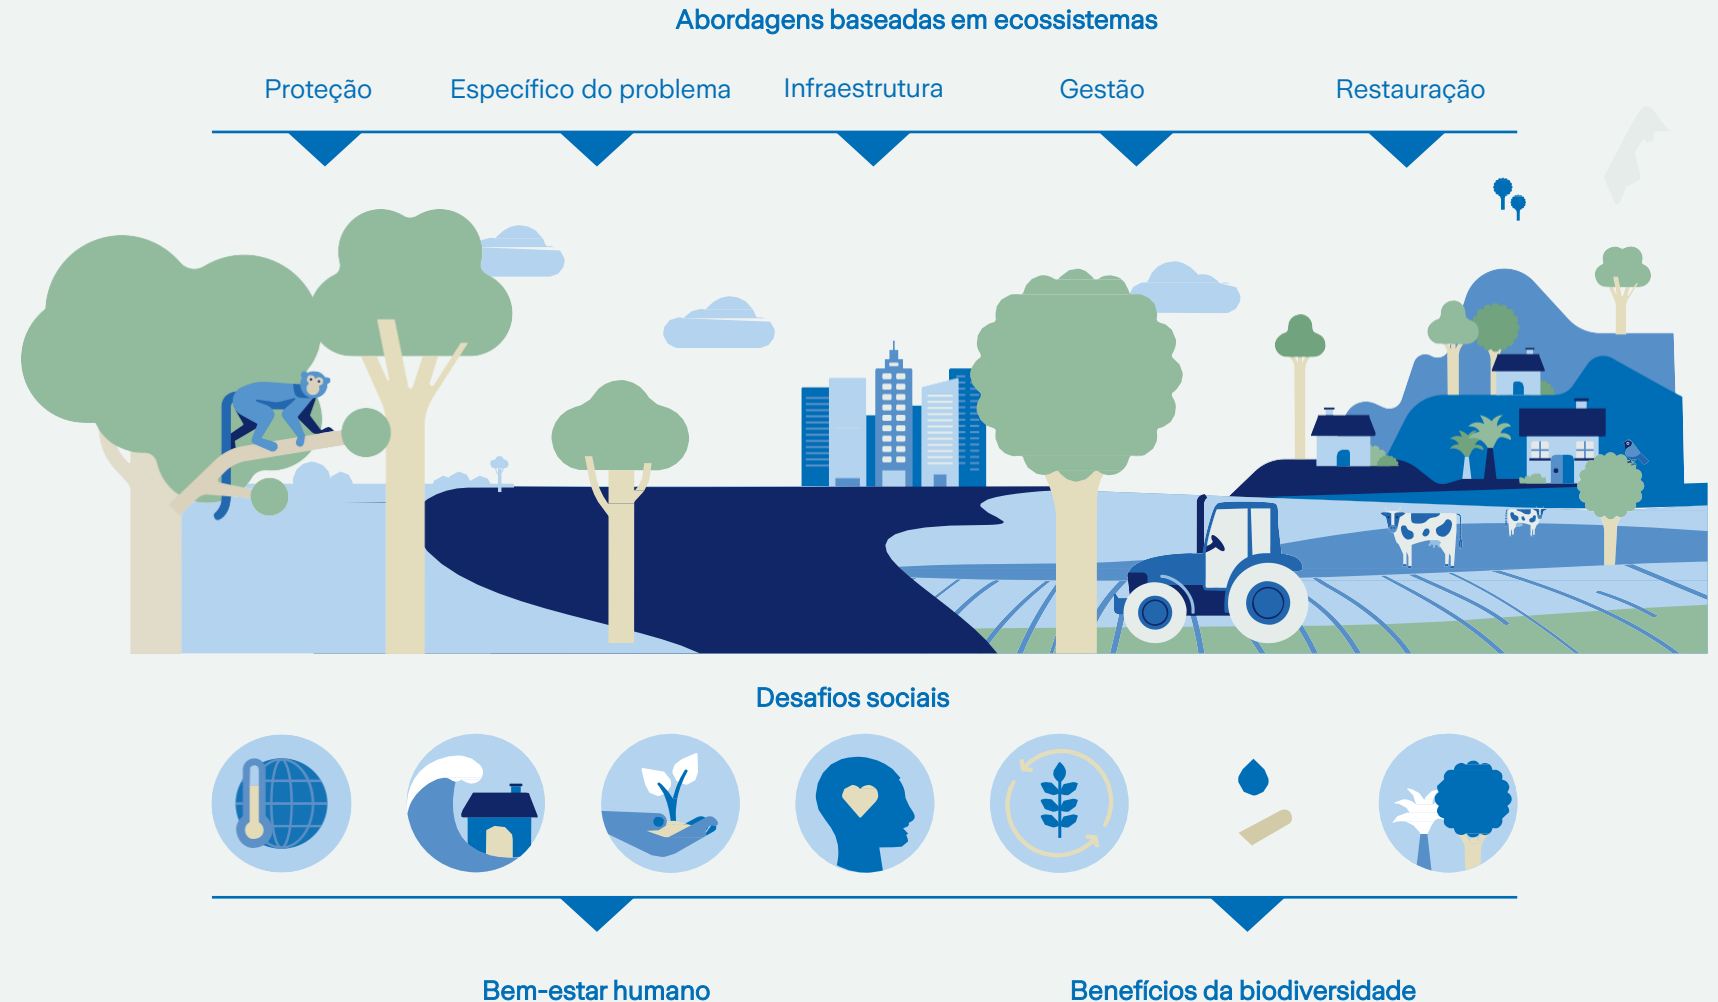 Abordagens baseadas em ecossistemas
Proteção
Específico do problema
Infraestrutura
Gestão
Restauração
Desafios sociais
Bem-estar humano
Benefícios da biodiversidade